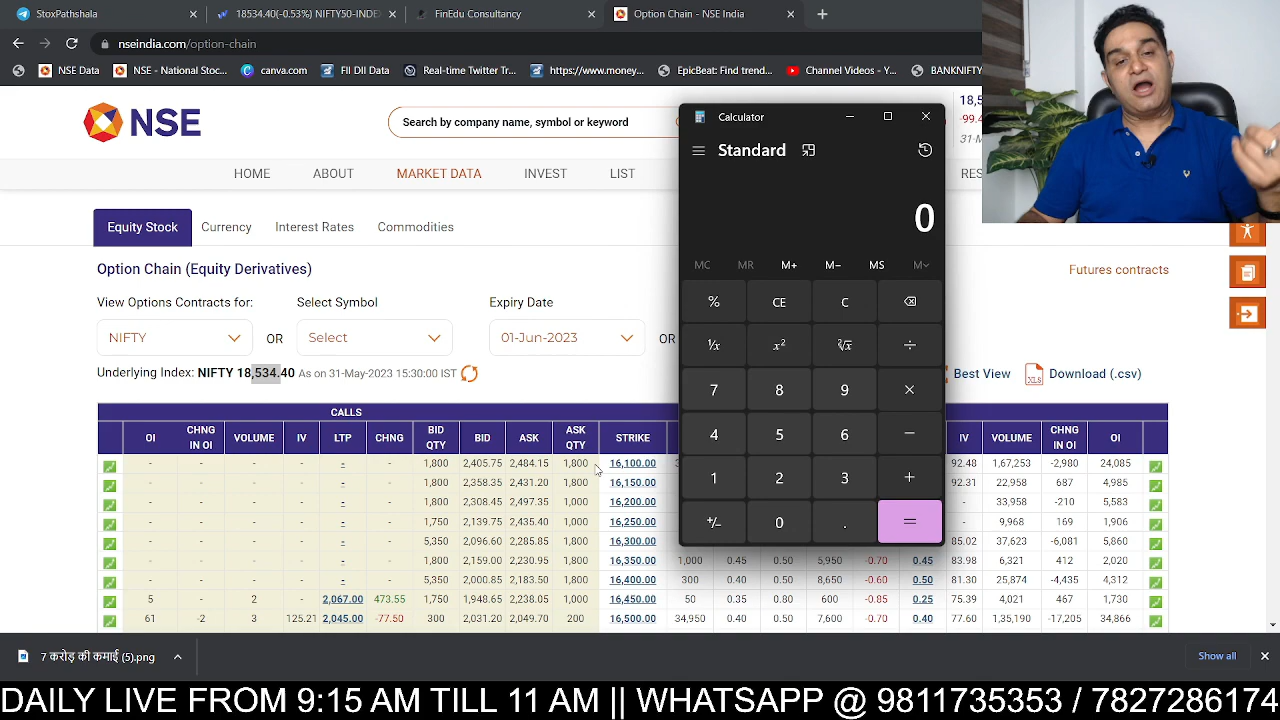 StoxPathshala
18534.40(-0.53%) NIFTY50-INDE
FinEdu Consultancy
Option Chain - NSE India
nseindia.com/option-chain
NSE Data
NSE - National Stoc...
canva.com
FII DII Data
Real-time Twitter Tr...
https://www.money...
EpicBeat: Find trend...
Channel Videos - Y...
BANKNIFTY
NSE
Search by company name, symbol or keyword
HOME ABOUT MARKET DATA INVEST LIST
Equity Stock Currency Interest Rates Commodities
Option Chain (Equity Derivatives)
Futures contracts
View Options Contracts for: Select Symbol Expiry Date
NIFTY OR Select 01-Jun-2023 OR
Underlying Index: NIFTY 18,534.40 As on 31-May-2023 15:30:00 IST
Best View Download (.csv)
Calculator
Standard
0
MC MR M+ M- MS M
% CE C
¹/x x² ²√x ÷
7 8 9 ×
4 5 6 −
1 2 3 +
+/- 0 . =
CALLS
OI CHNG IN OI VOLUME IV LTP CHNG BID QTY BID ASK ASK QTY STRIKE IV VOLUME CHNG IN OI OI
- - - - - - 1,800 2,405.75 2,484.15 1,800 16,100.00 92.48 1,67,253 -2,980 24,085
- - - - - - 1,800 2,358.35 2,431.20 1,800 16,150.00 92.31 22,958 687 4,985
- - - - - - 1,800 2,308.45 2,497.35 1,000 16,200.00 - 33,958 -210 5,583
- - - - - - 1,750 2,139.75 2,435.40 1,000 16,250.00 - 9,968 169 1,906
- - - - - - 5,350 2,096.60 2,285.85 1,800 16,300.00 85.02 37,623 -6,081 5,860
- - - - - - 1,800 2,159.00 2,230.95 1,800 16,350.00 1,000 0.45 0.50 5,950 -0.70 0.45 83.98 6,321 412 2,020
- - - - - - 5,350 2,000.85 2,183.50 1,800 16,400.00 300 0.40 0.50 8,650 -0.60 0.50 81.30 25,874 -4,435 4,312
5 - 2 - 2,067.00 473.55 1,750 1,948.65 2,238.05 1,000 16,450.00 50 0.35 0.80 600 -0.85 0.25 75.39 4,021 467 1,730
61 -2 3 125.21 2,045.00 -77.50 300 2,031.20 2,049.70 200 16,500.00 34,950 0.40 0.50 7,600 -0.70 0.40 77.60 1,35,190 -17,205 34,866
7 करोड़ की कमाई (5).png
Show all
DAILY LIVE FROM 9:15 AM TILL 11 AM || WHATSAPP @ 9811735353 / 7827286174